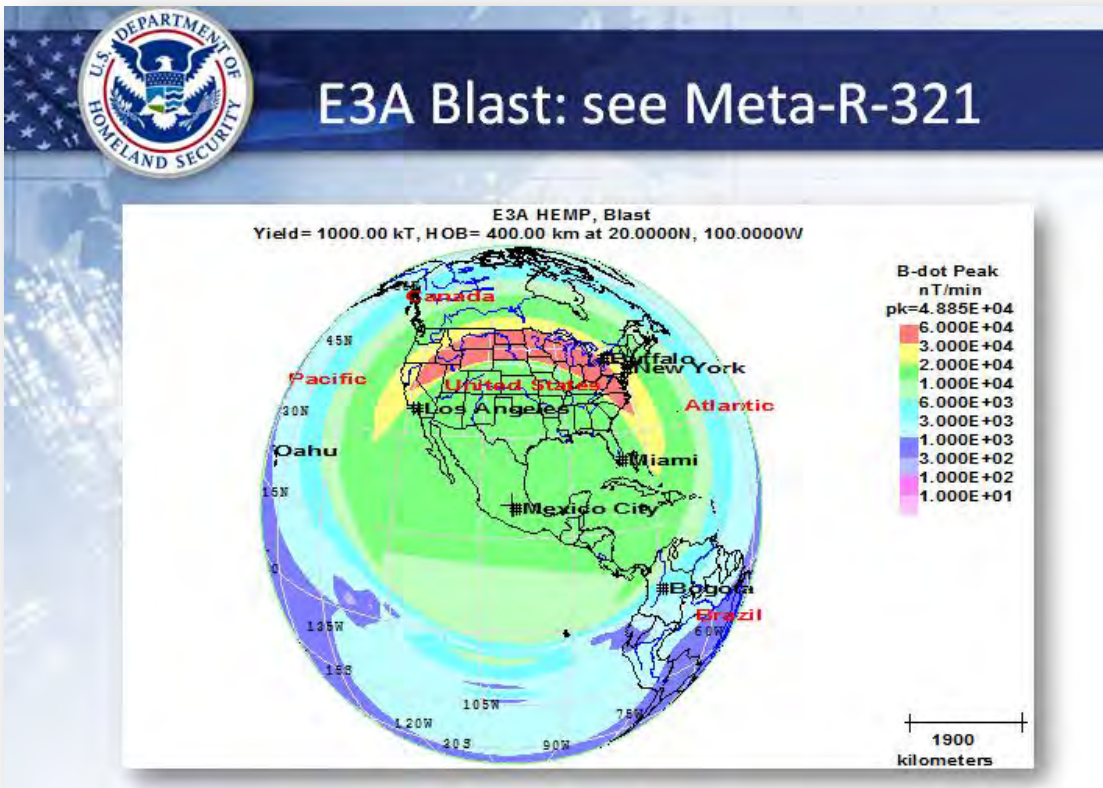 U.S. DEPARTMENT OF
HOMELAND SECURITY
E3A Blast: see Meta-R-321
E3A HEMP, Blast
Yield= 1000.00 kT, HOB= 400.00 km at 20.0000N, 100.0000W
B-dot Peak
nT/min
pk=4.885E+04
6.000E+04
3.000E+04
2.000E+04
1.000E+04
6.000E+03
3.000E+03
1.000E+03
3.000E+02
1.000E+02
1.000E+01
Canada
45N
#Buffalo
#New York
Pacific
United States
#Los Angeles
Atlantic
30N
Oahu
#Miami
15N
#Mexico City
0
#Bogota
Brazil
135W
60W
15S
105W
75W
120W
30S
90W
1900
kilometers